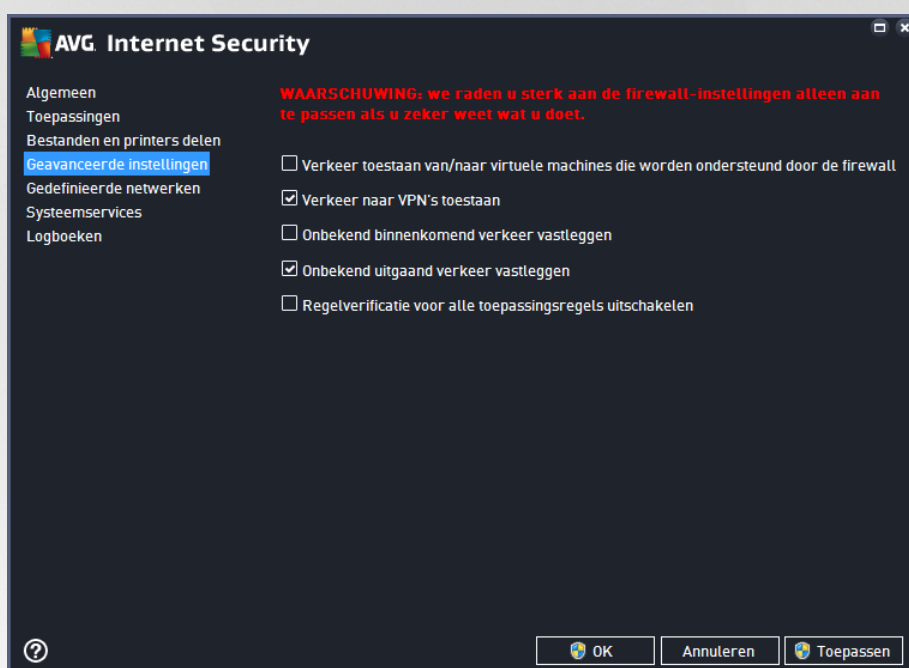 AVG. Internet Security
Algemeen
Toepassingen
Bestanden en printers delen
Geavanceerde instellingen
Gedefinieerde netwerken
Systeemservices
Logboeken
WAARSCHUWING: we raden u sterk aan de firewall-instellingen alleen aan
te passen als u zeker weet wat u doet.
Verkeer toestaan van/naar virtuele machines die worden ondersteund door de firewall
Verkeer naar VPN's toestaan
Onbekend binnenkomend verkeer vastleggen
Onbekend uitgaand verkeer vastleggen
Regelverificatie voor alle toepassingsregels uitschakelen
?
OK
Annuleren
Toepassen